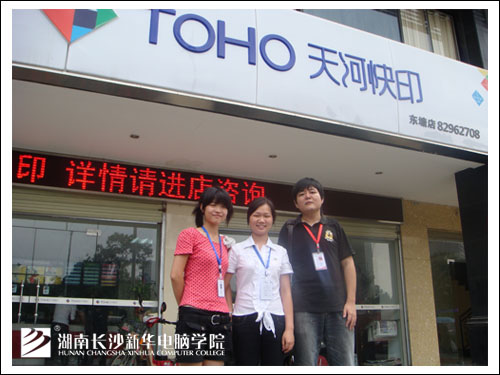 TOHO 天河快印
东塘店 82962708
印 详情请进店咨询
湖南长沙新华电脑学院
HUNAN CHANGSHA XINHUA COMPUTER COLLEGE